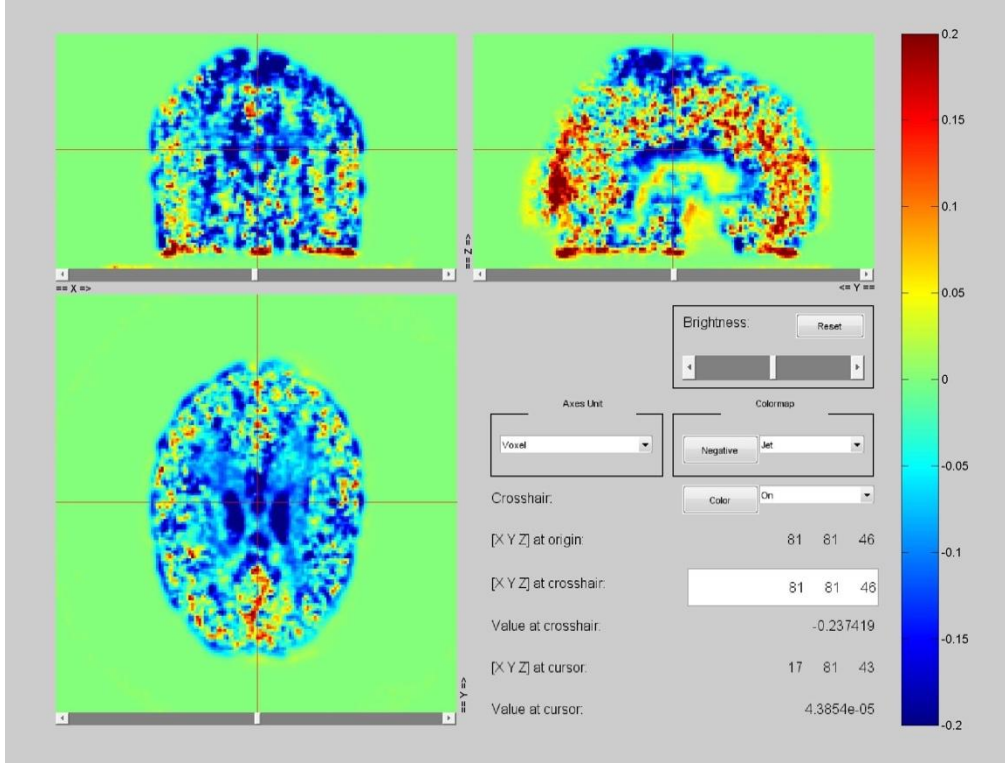 0.2
0.15
0.1
0.05
0
-0.05
-0.1
-0.15
-0.2
== Z =>
== X =>
<= Y ==
== Y =>
Brightness:
Reset
Axes Unit
Colormap
Voxel
Negative
Jet
Crosshair:
Color
On
[X Y Z] at origin:
81 81 46
[X Y Z] at crosshair:
81 81 46
Value at crosshair:
-0.237419
[X Y Z] at cursor:
17 81 43
Value at cursor:
4.3854e-05